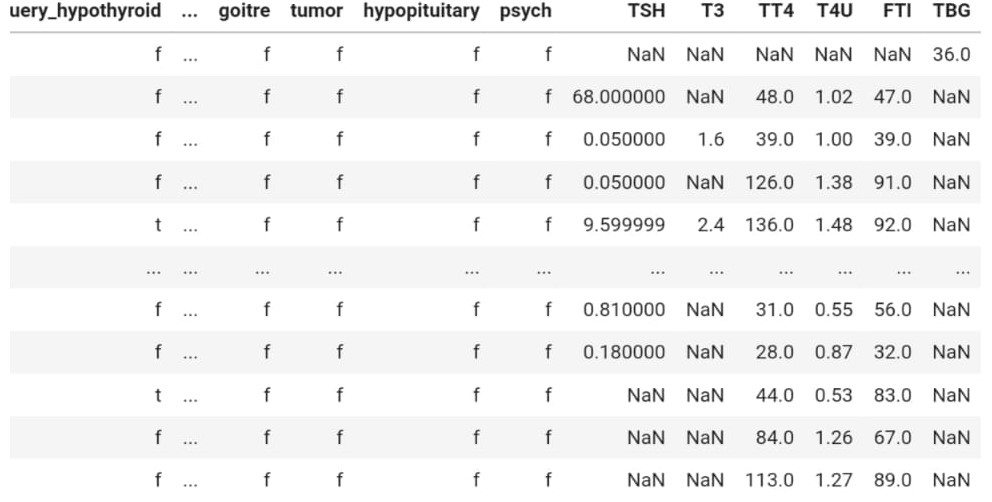 uery_hypothyroid ... goitre tumor hypopituitary psych TSH T3 TT4 T4U FTI TBG
f ... f f f f NaN NaN NaN NaN NaN 36.0
f ... f f f f 68.000000 NaN 48.0 1.02 47.0 NaN
f ... f f f f 0.050000 1.6 39.0 1.00 39.0 NaN
f ... f f f f 0.050000 NaN 126.0 1.38 91.0 NaN
t ... f f f f 9.599999 2.4 136.0 1.48 92.0 NaN
... ... ... ... ... ... ... ... ... ... ... ...
f ... f f f f 0.810000 NaN 31.0 0.55 56.0 NaN
f ... f f f f 0.180000 NaN 28.0 0.87 32.0 NaN
t ... f f f f NaN NaN 44.0 0.53 83.0 NaN
f ... f f f f NaN NaN 84.0 1.26 67.0 NaN
f ... f f f f NaN NaN 113.0 1.27 89.0 NaN